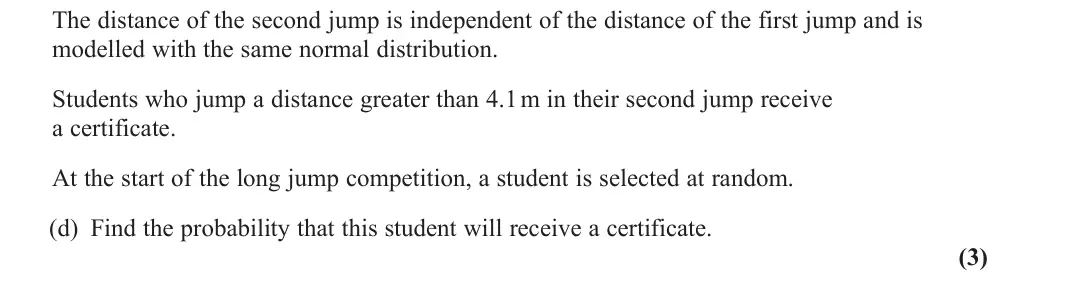 The distance of the second jump is independent of the distance of the first jump and is
modelled with the same normal distribution.
Students who jump a distance greater than 4.1 m in their second jump receive
a certificate.
At the start of the long jump competition, a student is selected at random.
(d) Find the probability that this student will receive a certificate.
(3)